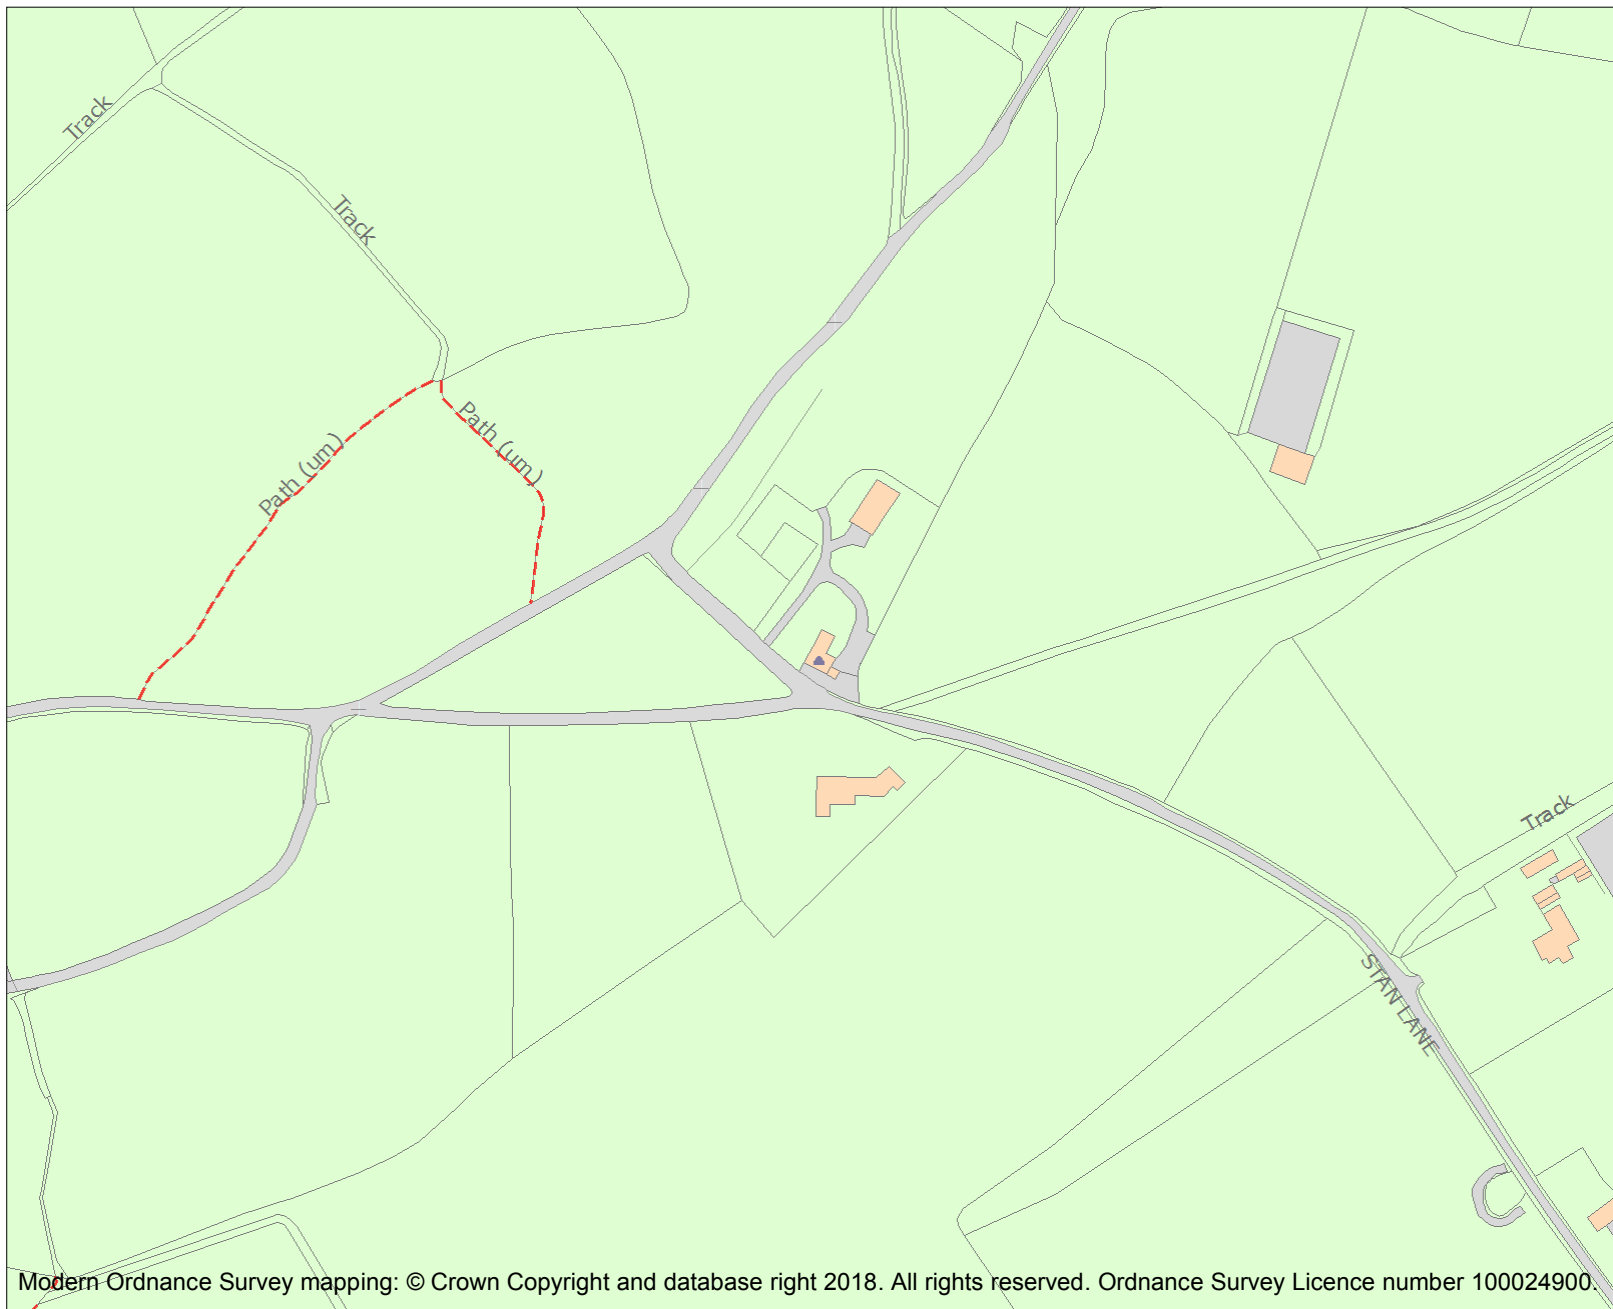 Track
Track
Path (um)
Path (um)
Track
STAN LANE
Modern Ordnance Survey mapping: © Crown Copyright and database right 2018. All rights reserved. Ordnance Survey Licence number 100024900.